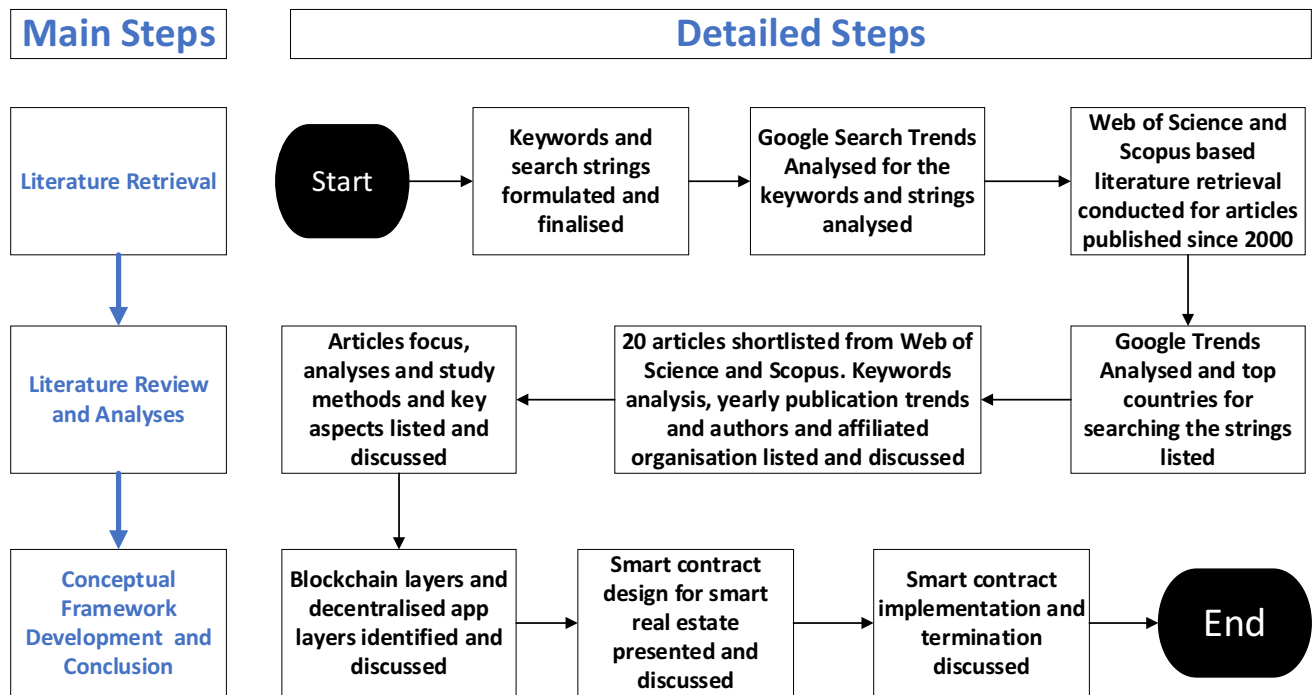 Main Steps
Detailed Steps
Literature Retrieval
Start
Keywords and
search strings
formulated and
finalised
Google Search Trends
Analysed for the
keywords and strings
analysed
Web of Science and
Scopus based
literature retrieval
conducted for articles
published since 2000
Literature Review
and Analyses
Articles focus,
analyses and study
methods and key
aspects listed and
discussed
20 articles shortlisted from Web of
Science and Scopus. Keywords
analysis, yearly publication trends
and authors and affiliated
organisation listed and discussed
Google Trends
Analysed and top
countries for
searching the strings
listed
Conceptual
Framework
Development and
Conclusion
Blockchain layers and
decentralised app
layers identified and
discussed
Smart contract
design for smart
real estate
presented and
discussed
Smart contract
implementation and
termination
discussed
End